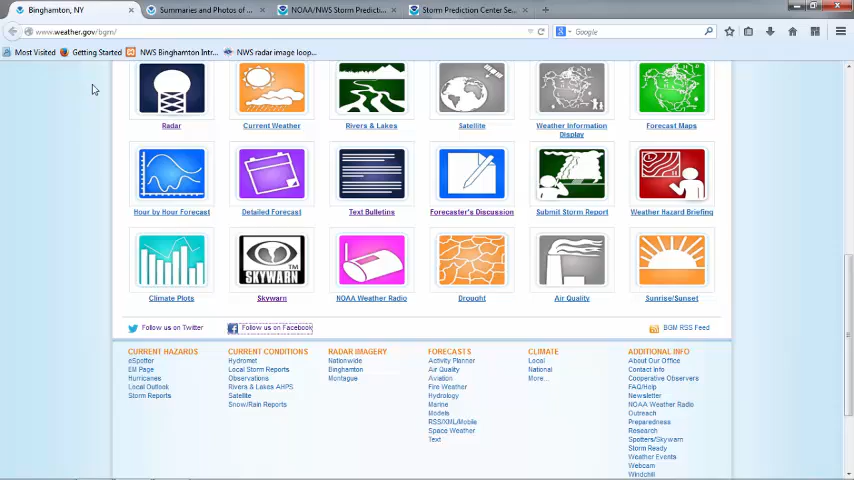 Binghamton, NY
Summaries and Photos of ...
NOAA/NWS Storm Predicti...
Storm Prediction Center Se...
www.weather.gov/bgm/
Google
Most Visited
Getting Started
NWS Binghamton Intr...
NWS radar image loop...
Radar
Current Weather
Rivers & Lakes
Satellite
Weather Information
Display
Forecast Maps
Hour by Hour Forecast
Detailed Forecast
Text Bulletins
Forecaster's Discussion
Submit Storm Report
Weather Hazard Briefing
SKYWARN TM
Climate Plots
Skywarn
NOAA Weather Radio
Drought
Air Quality
Sunrise/Sunset
Follow us on Twitter
Follow us on Facebook
BGM RSS Feed
CURRENT HAZARDS
eSpotter
EM Page
Hurricanes
Local Outlook
Storm Reports
CURRENT CONDITIONS
Hydromet
Local Storm Reports
Observations
Rivers & Lakes AHPS
Satellite
Snow/Rain Reports
RADAR IMAGERY
Nationwide
Binghamton
Montague
FORECASTS
Activity Planner
Air Quality
Aviation
Fire Weather
Hydrology
Marine
Models
RSS/XML/Mobile
Space Weather
Text
CLIMATE
Local
National
More...
ADDITIONAL INFO
About Our Office
Contact Info
Cooperative Observers
FAQ/Help
Newsletter
NOAA Weather Radio
Outreach
Preparedness
Research
Spotters/Skywarn
Storm Ready
Weather Events
Webcam
Windchill